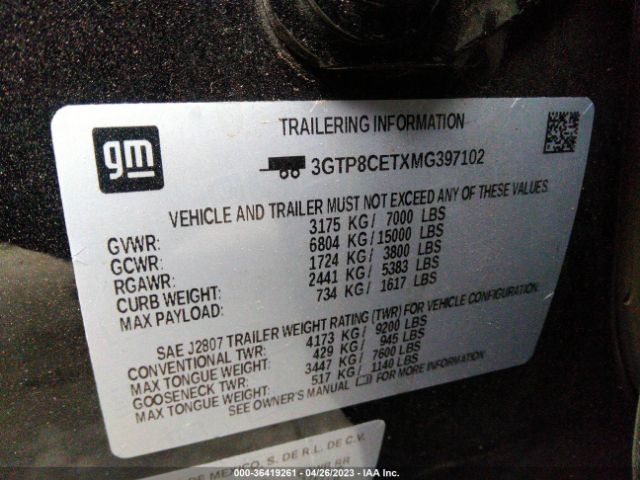 gm
TRAILERING INFORMATION
3GTP8CETXMG397102
VEHICLE AND TRAILER MUST NOT EXCEED ANY OF THESE VALUES.
GVWR: 3175 KG/ 7000 LBS
GCWR: 6804 KG/15000 LBS
RGAWR: 1724 KG/ 3800 LBS
CURB WEIGHT: 2441 KG/ 5383 LBS
MAX PAYLOAD: 734 KG/ 1617 LBS
SAE J2807 TRAILER WEIGHT RATING (TWR) FOR VEHICLE CONFIGURATION.
CONVENTIONAL TWR: 4173 KG/ 9200 LBS
MAX TONGUE WEIGHT: 429 KG/ 945 LBS
GOOSENECK TWR: 3447 KG/ 7600 LBS
MAX TONGUE WEIGHT: 517 KG/ 1140 LBS
SEE OWNER'S MANUAL FOR MORE INFORMATION
DE MEXICO, S. DE R.L. DE C.V.
000-36419261 - 04/26/2023 - IAA Inc.